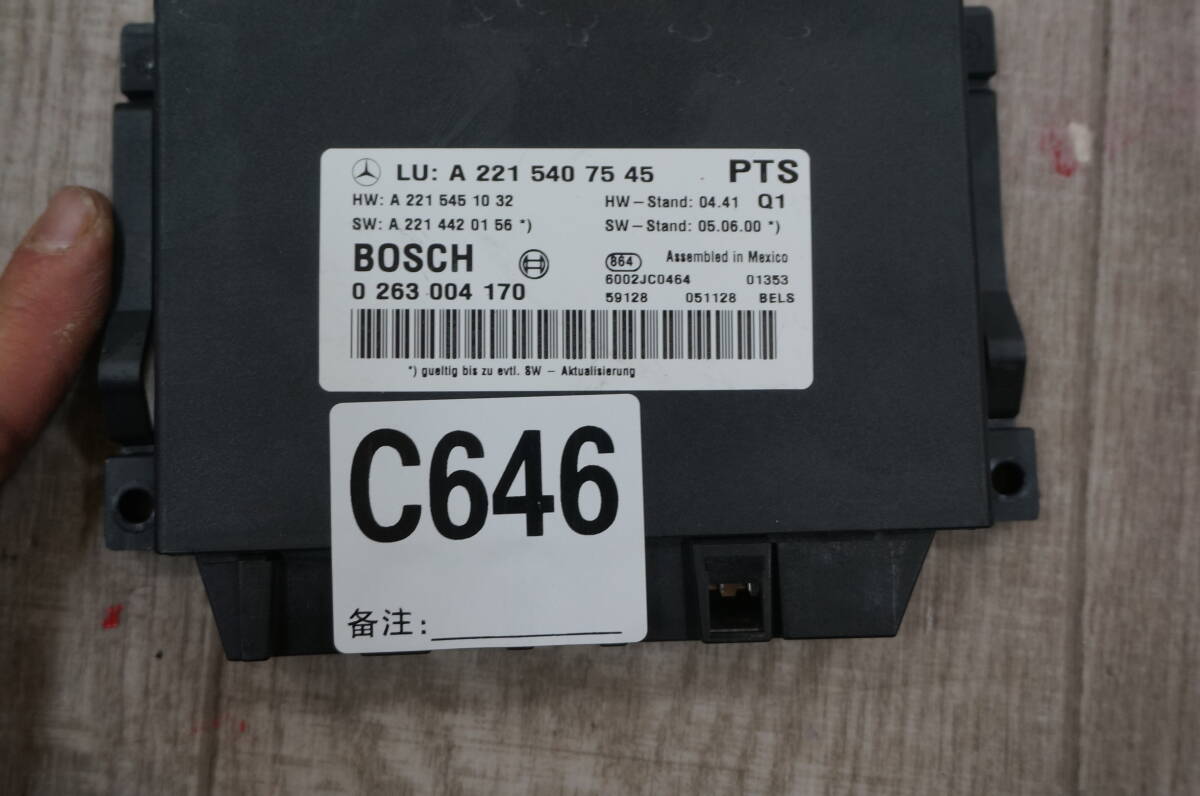 LU: A 221 540 75 45 PTS
HW: A 221 545 10 32 HW-Stand: 04.41 Q1
SW: A 221 442 01 56 *) SW-Stand: 05.06.00 *)
BOSCH 864 Assembled in Mexico
6002JC0464 01353
0 263 004 170 59128 051128 BELS
*) gueltig bis zu evtl. SW - Aktualisierung
C646
备注: